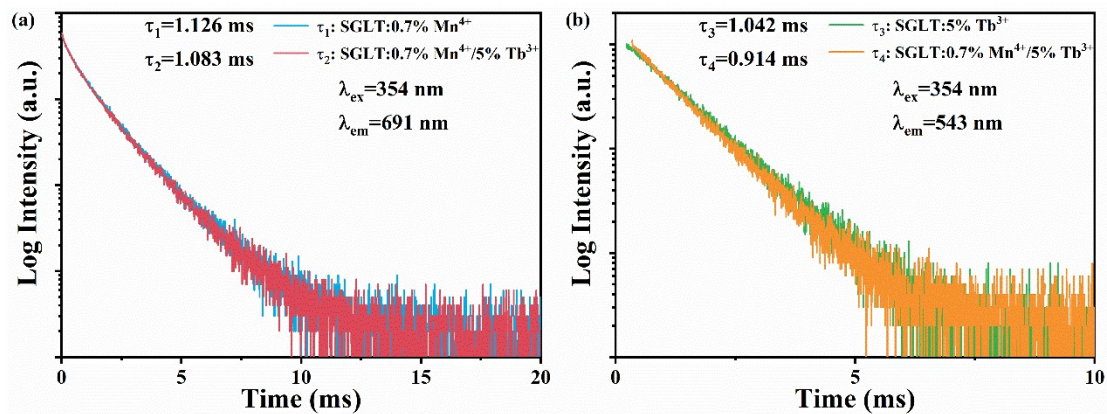 (a)
τ₁=1.126 ms
τ₁: SGLT:0.7% Mn⁴⁺
τ₂=1.083 ms
τ₂: SGLT:0.7% Mn⁴⁺/5% Tb³⁺
λₑₓ=354 nm
λₑₘ=691 nm
Log Intensity (a.u.)
0 5 10 15 20
Time (ms)
(b)
τ₃=1.042 ms
τ₃: SGLT:5% Tb³⁺
τ₄=0.914 ms
τ₄: SGLT:0.7% Mn⁴⁺/5% Tb³⁺
λₑₓ=354 nm
λₑₘ=543 nm
Log Intensity (a.u.)
0 5 10
Time (ms)